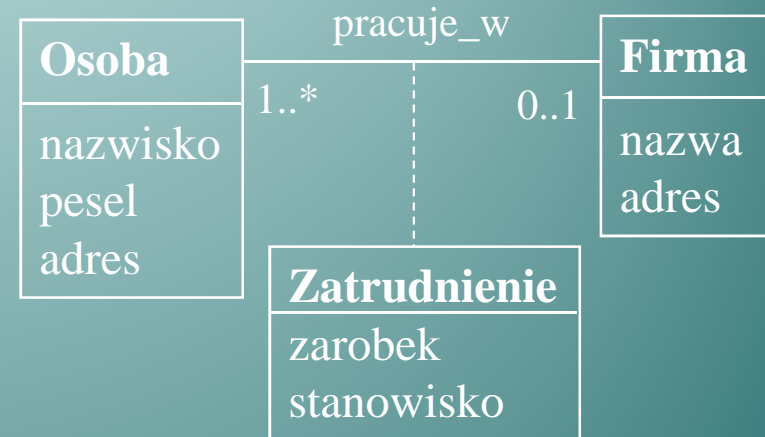 pracuje_w
Osoba
1..*
nazwisko
pesel
adres
0..1
Firma
nazwa
adres
Zatrudnienie
zarobek
stanowisko